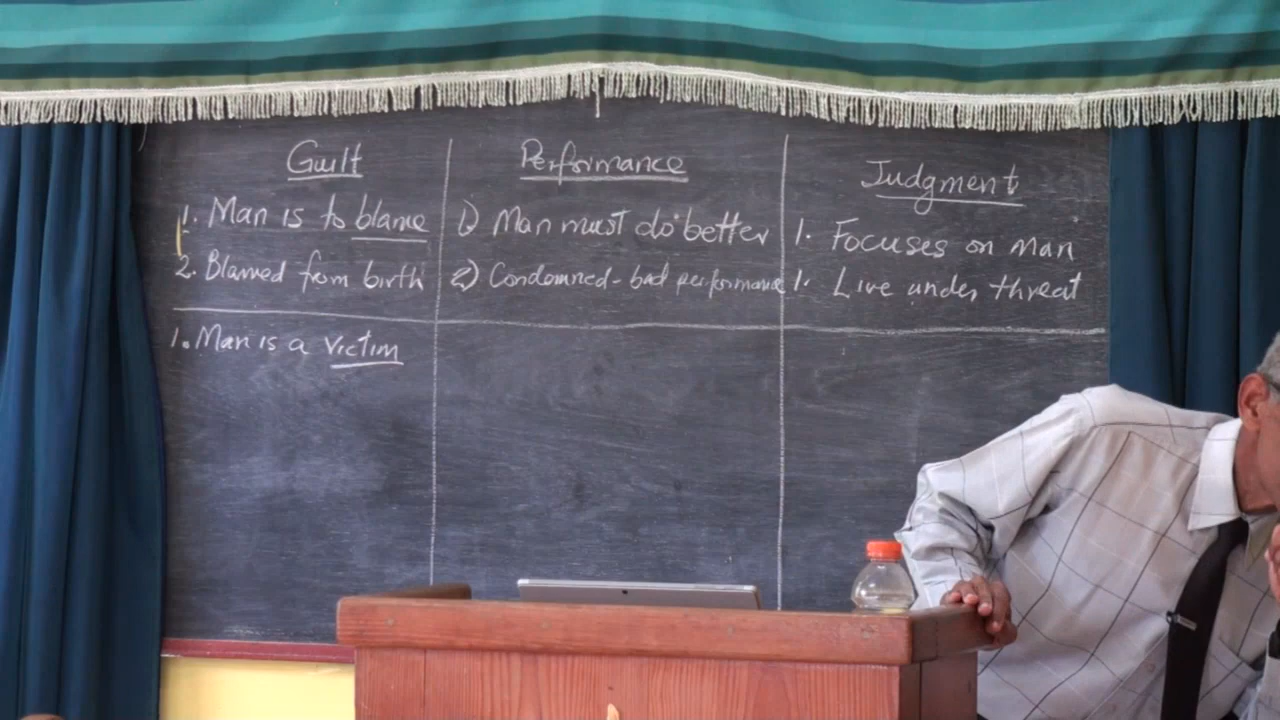 Guilt
1. Man is to blame
2. Blamed from birth
Performance
1) Man must do better
2) Condemned - bad performance
Judgment
1. Focuses on man
1. Live under threat
1. Man is a victim